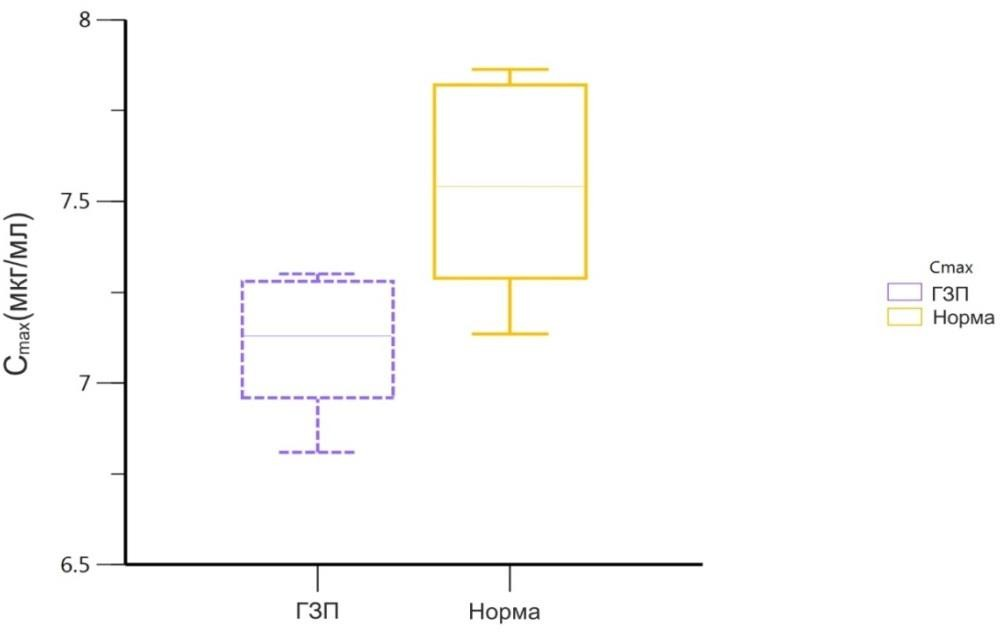 8
7.5
7
6.5
Cmax(мкг/мл)
ГЗП
Норма
Cmax
ГЗП
Норма